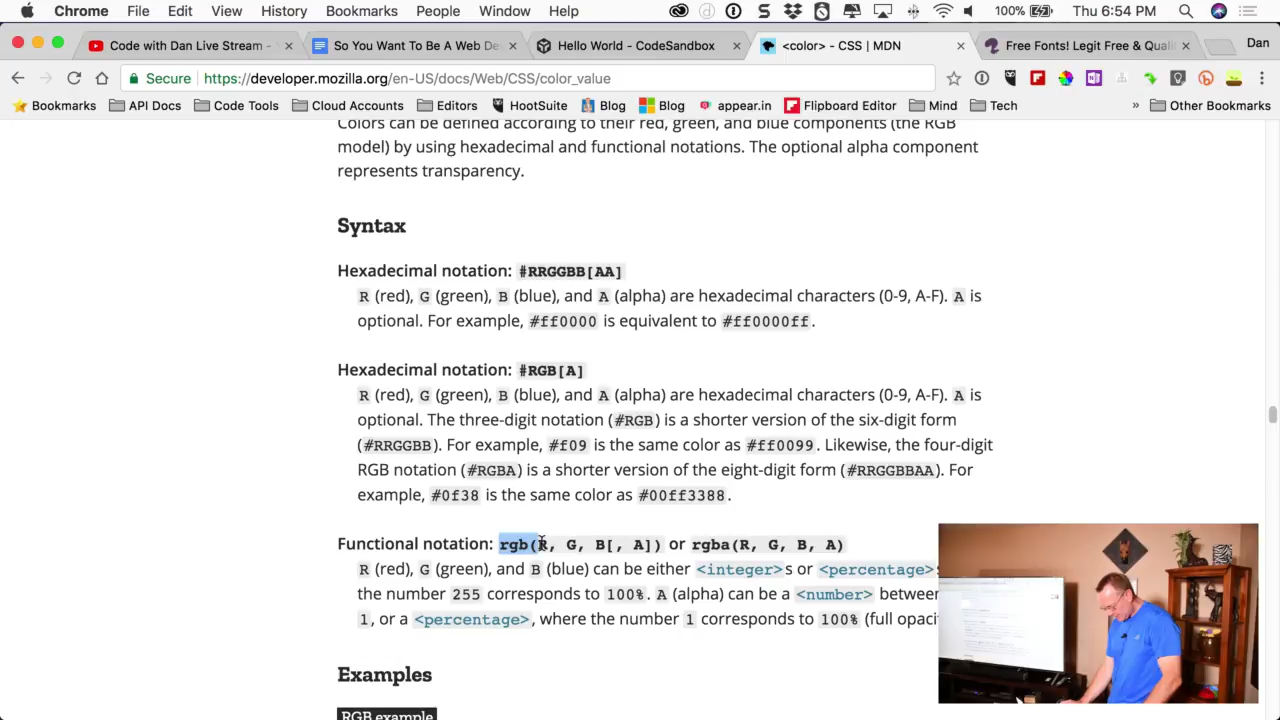 Chrome File Edit View History Bookmarks People Window Help 100% Thu 6:54 PM
Code with Dan Live Stream - So You Want To Be A Web De Hello World - CodeSandbox <color> - CSS | MDN Free Fonts! Legit Free & Quali Dan
Secure https://developer.mozilla.org/en-US/docs/Web/CSS/color_value
Bookmarks API Docs Code Tools Cloud Accounts Editors HootSuite Blog Blog appear.in Flipboard Editor Mind Tech » Other Bookmarks
Colors can be defined according to their red, green, and blue components (the RGB
model) by using hexadecimal and functional notations. The optional alpha component
represents transparency.
Syntax
Hexadecimal notation: #RRGGBB[AA]
R (red), G (green), B (blue), and A (alpha) are hexadecimal characters (0-9, A-F). A is
optional. For example, #ff0000 is equivalent to #ff0000ff.
Hexadecimal notation: #RGB[A]
R (red), G (green), B (blue), and A (alpha) are hexadecimal characters (0-9, A-F). A is
optional. The three-digit notation (#RGB) is a shorter version of the six-digit form
(#RRGGBB). For example, #f09 is the same color as #ff0099. Likewise, the four-digit
RGB notation (#RGBA) is a shorter version of the eight-digit form (#RRGGBBAA). For
example, #0f38 is the same color as #00ff3388.
Functional notation: rgb(R, G, B[, A]) or rgba(R, G, B, A)
R (red), G (green), and B (blue) can be either <integer>s or <percentage>
the number 255 corresponds to 100%. A (alpha) can be a <number> between
1, or a <percentage>, where the number 1 corresponds to 100% (full opaci
Examples
RGB example